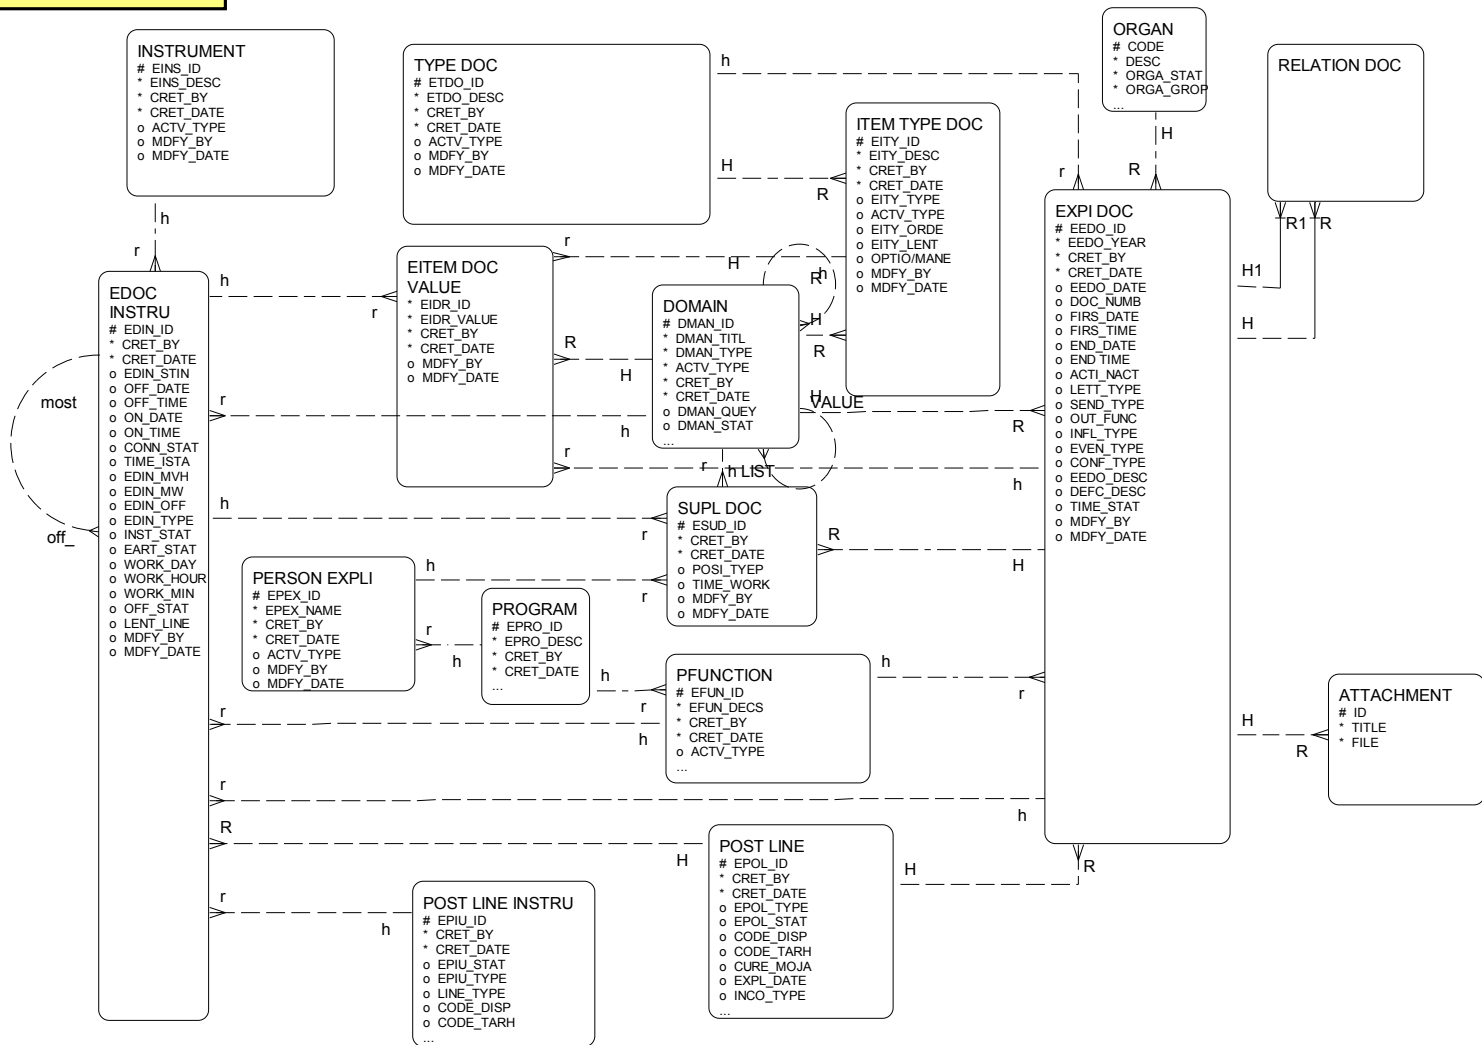 INSTRUMENT
# EINS_ID
* EINS_DESC
* CRET_BY
* CRET_DATE
o ACTV_TYPE
o MDFY_BY
o MDFY_DATE
h
r
TYPE DOC
# ETDO_ID
* ETDO_DESC
* CRET_BY
* CRET_DATE
o ACTV_TYPE
o MDFY_BY
o MDFY_DATE
h
r
H
R
ORGAN
# CODE
* DESC
* ORGA_STAT
* ORGA_GROP
...
H
R
RELATION DOC
R1
R
H1
H
ITEM TYPE DOC
# EITY_ID
* EITY_DESC
* CRET_BY
* CRET_DATE
o EITY_TYPE
o ACTV_TYPE
o EITY_ORDE
o EITY_LENT
o OPTIO/MANE
o MDFY_BY
o MDFY_DATE
EITEM DOC
VALUE
* EIDR_ID
* EIDR_VALUE
* CRET_BY
* CRET_DATE
o MDFY_BY
o MDFY_DATE
h
r
r
h
R
H
r
h
H
R
H
R
DOMAIN
# DMAN_ID
* DMAN_TITL
* DMAN_TYPE
* ACTV_TYPE
* CRET_BY
* CRET_DATE
o DMAN_QUEY
o DMAN_STAT
...
H
VALUE
R
r
h
r
h LIST
EDOC
INSTRU
# EDIN_ID
* CRET_BY
* CRET_DATE
o EDIN_STIN
o OFF_DATE
o OFF_TIME
o ON_DATE
o ON_TIME
o CONN_STAT
o TIME_ISTA
o EDIN_MVH
o EDIN_MW
o EDIN_OFF
o EDIN_TYPE
o INST_STAT
o EART_STAT
o WORK_DAY
o WORK_HOUR
o WORK_MIN
o OFF_STAT
o LENT_LINE
o MDFY_BY
o MDFY_DATE
most
off_
EXPI DOC
# EEDO_ID
* EEDO_YEAR
* CRET_BY
* CRET_DATE
o EEDO_DATE
o DOC_NUMB
o FIRS_DATE
o FIRS_TIME
o END_DATE
o END TIME
o ACTI_NACT
o LETT_TYPE
o SEND_TYPE
o OUT_FUNC
o INFL_TYPE
o EVEN_TYPE
o CONF_TYPE
o EEDO_DESC
o DEFC_DESC
o TIME_STAT
o MDFY_BY
o MDFY_DATE
SUPL DOC
# ESUD_ID
* CRET_BY
* CRET_DATE
o POSI_TYEP
o TIME_WORK
o MDFY_BY
o MDFY_DATE
h
r
R
H
h
r
PERSON EXPLI
# EPEX_ID
* EPEX_NAME
* CRET_BY
* CRET_DATE
o ACTV_TYPE
o MDFY_BY
o MDFY_DATE
r
h
PROGRAM
# EPRO_ID
* EPRO_DESC
* CRET_BY
* CRET_DATE
...
h
r
PFUNCTION
# EFUN_ID
* EFUN_DECS
* CRET_BY
* CRET_DATE
o ACTV_TYPE
...
h
r
r
h
ATTACHMENT
# ID
* TITLE
* FILE
H
R
r
h
R
H
POST LINE
# EPOL_ID
* CRET_BY
* CRET_DATE
o EPOL_TYPE
o EPOL_STAT
o CODE_DISP
o CODE_TARH
o CURE_MOJA
o EXPL_DATE
o INCO_TYPE
...
H
R
r
h
POST LINE INSTRU
# EPIU_ID
* CRET_BY
* CRET_DATE
o EPIU_STAT
o EPIU_TYPE
o LINE_TYPE
o CODE_DISP
o CODE_TARH
...